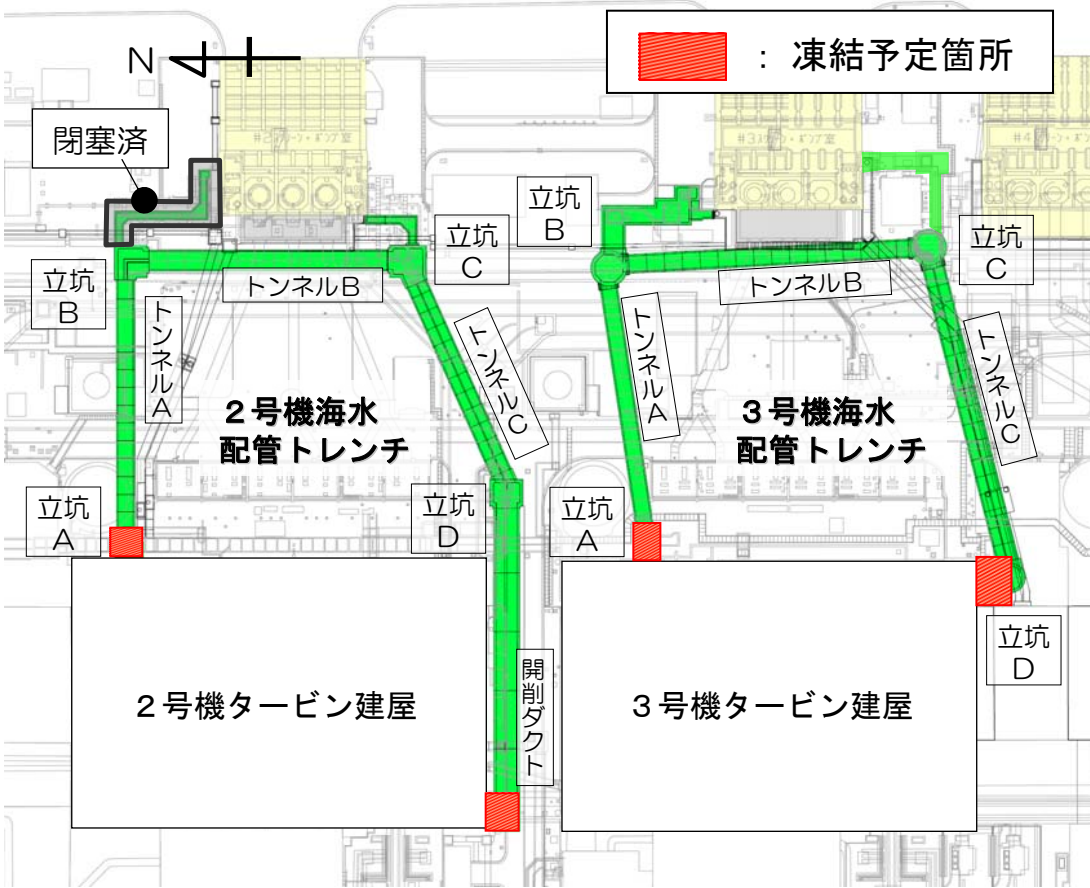 N
: 凍結予定箇所
閉塞済
立坑
B
立坑
C
トンネルB
トンネルA
トンネルC
2号機海水
配管トレンチ
立坑
A
立坑
D
開削ダクト
2号機タービン建屋
立坑
B
立坑
C
トンネルB
トンネルA
トンネルC
3号機海水
配管トレンチ
立坑
A
立坑
D
3号機タービン建屋